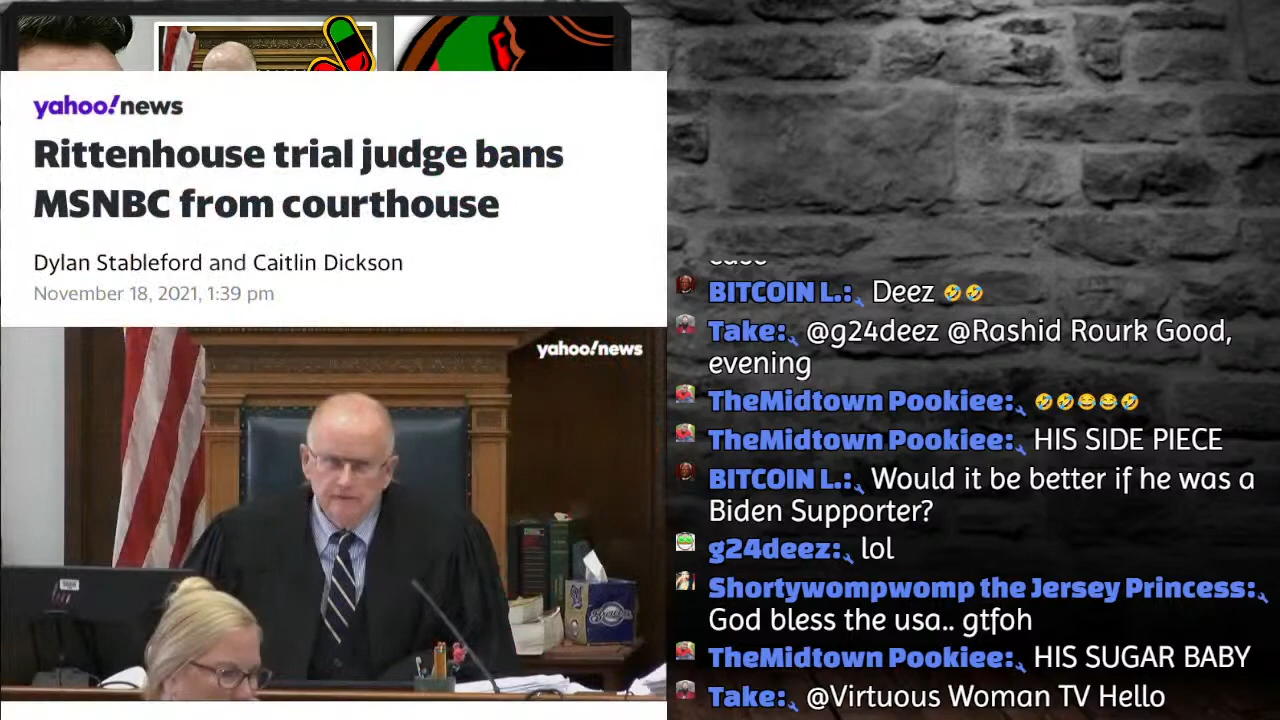 yahoo!news
Rittenhouse trial judge bans
MSNBC from courthouse
Dylan Stableford and Caitlin Dickson
November 18, 2021, 1:39 pm
yahoo!news
Brewers
BITCOIN L.: Deez 🤣🤣
Take: @g24deez @Rashid Rourk Good,
evening
TheMidtown Pookiee: 🤣🤣😂😂🤣
TheMidtown Pookiee: HIS SIDE PIECE
BITCOIN L.: Would it be better if he was a
Biden Supporter?
g24deez: lol
Shortywompwomp the Jersey Princess:
God bless the usa.. gtfoh
TheMidtown Pookiee: HIS SUGAR BABY
Take: @Virtuous Woman TV Hello